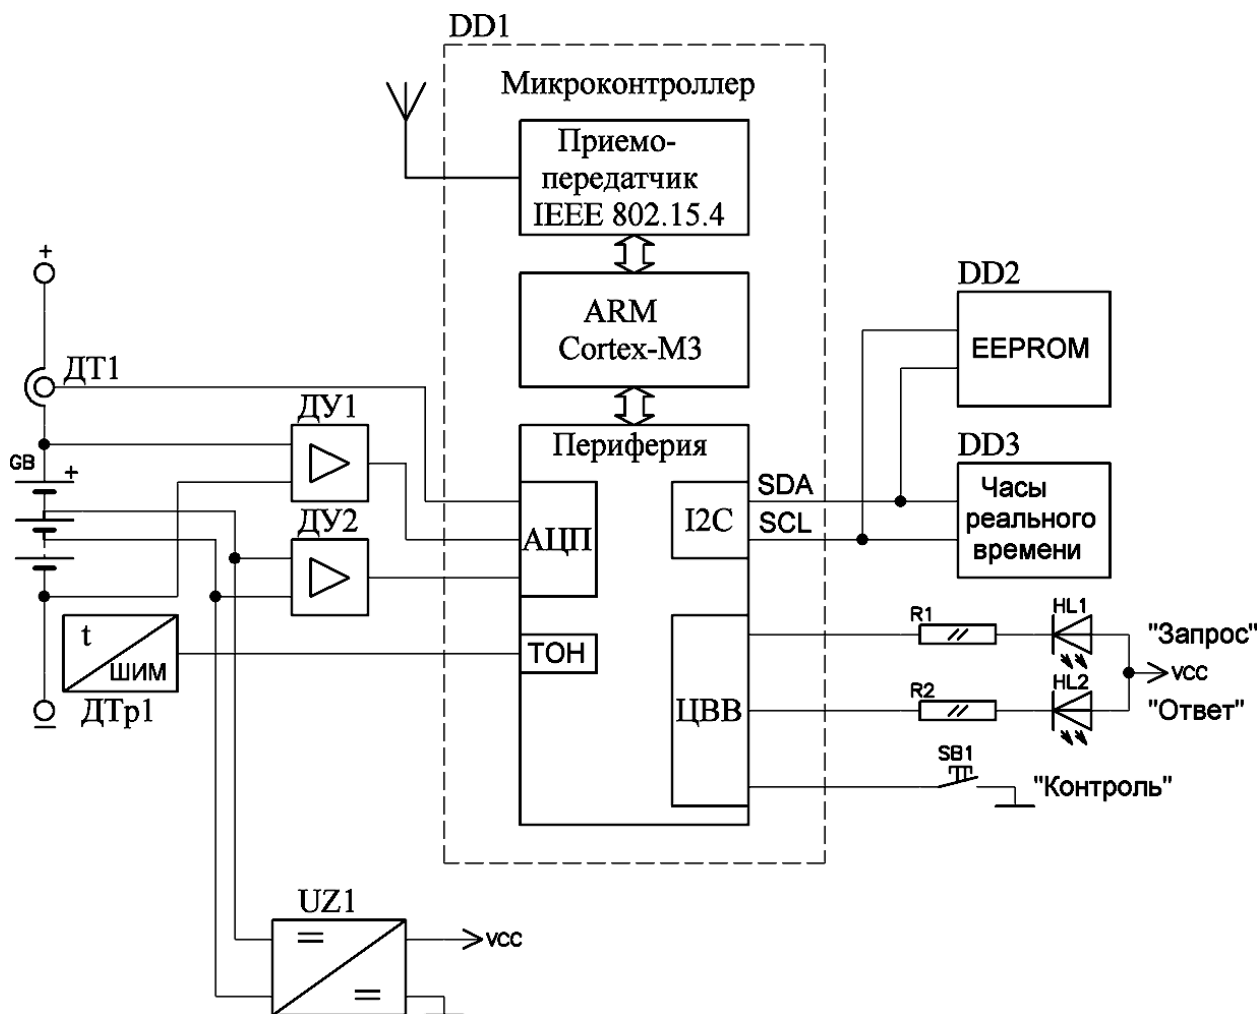 DD1
Микроконтроллер
Приемо-
передатчик
IEEE 802.15.4
+
DD2
ARM
Cortex-M3
EEPROM
ДТ1
ДУ1
Периферия
DD3
GB
+
SDA
Часы
реального
времени
I2C
SCL
ДУ2
АЦП
HL1
R1
"Запрос"
t
ШИМ
ТОН
VCC
HL2
R2
ДТр1
ЦВВ
"Ответ"
SB1
"Контроль"
UZ1
VCC